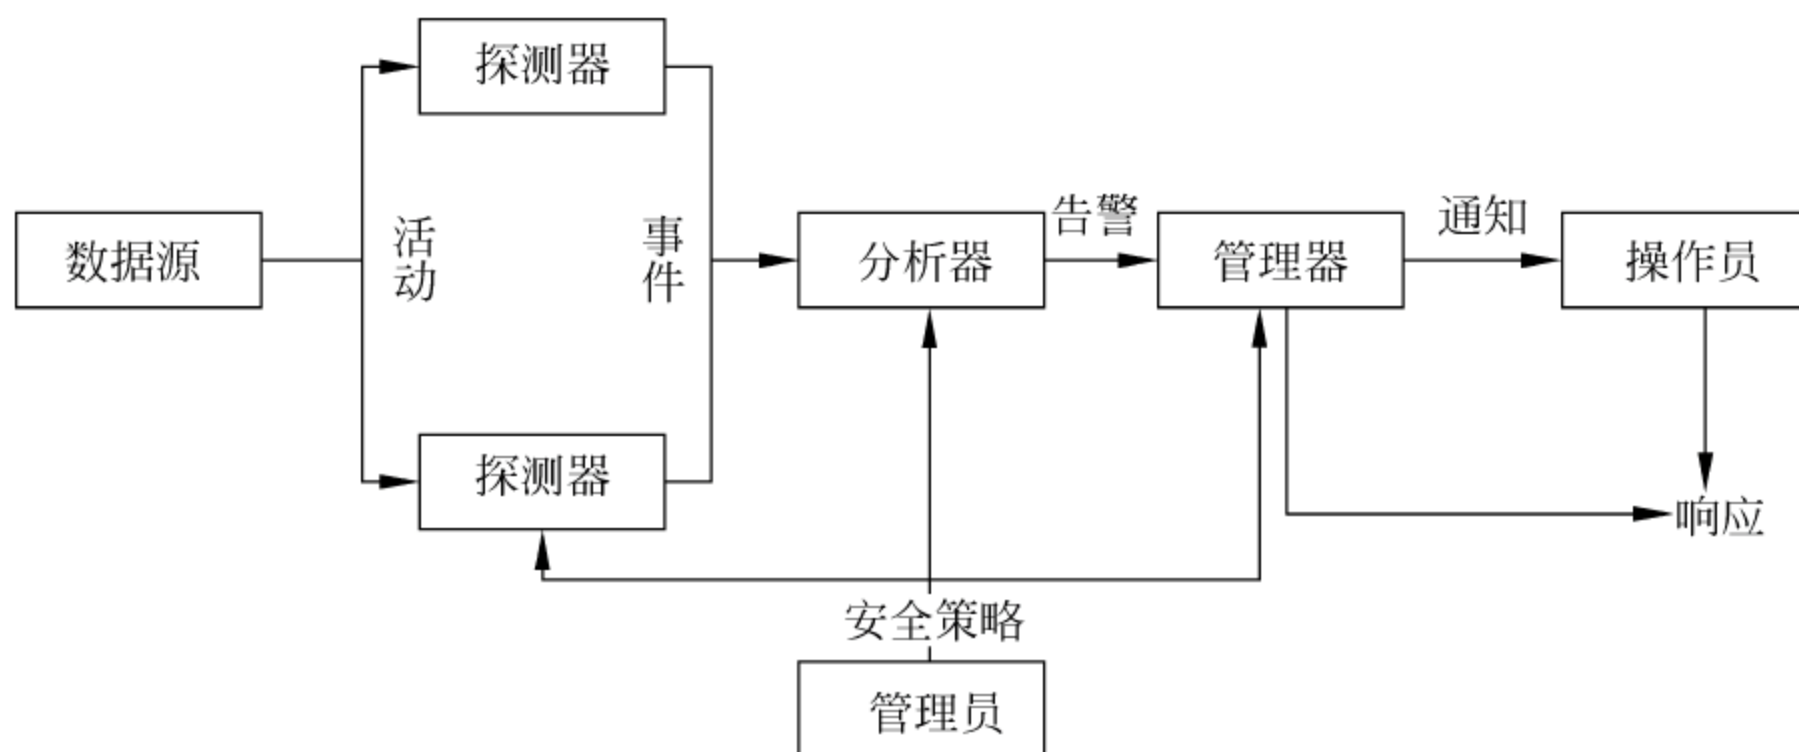 探测器
告警
通知
数据源
活动
事件
分析器
管理器
操作员
探测器
响应
安全策略
管理员